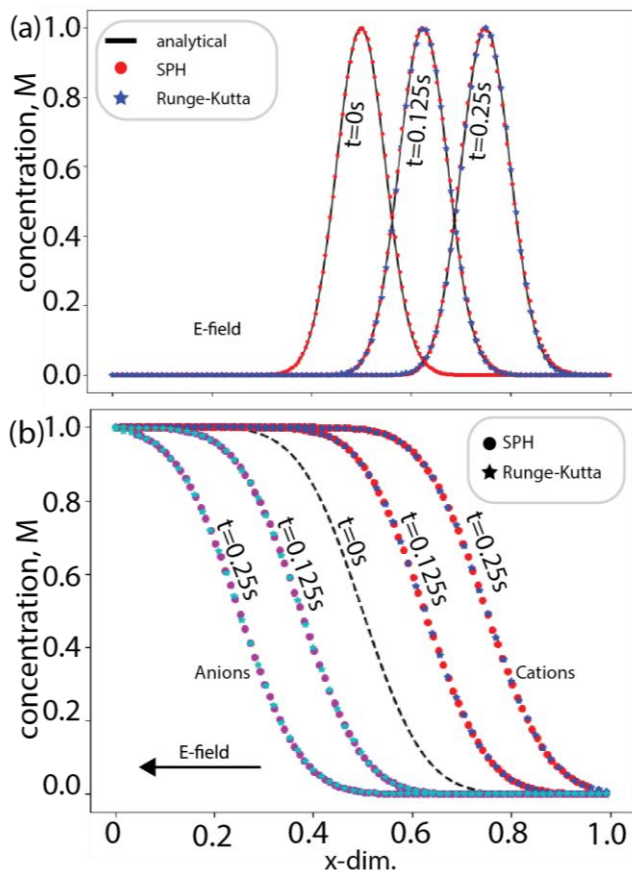 (a)
1.0
0.8
0.6
0.4
0.2
0.0
concentration, M
analytical
SPH
Runge-Kutta
t=0s
t=0.125s
t=0.25s
E-field
(b)
1.0
0.8
0.6
0.4
0.2
0.0
concentration, M
SPH
Runge-Kutta
t=0.25s
t=0.125s
t=0s
t=0.125s
t=0.25s
Anions
Cations
E-field
0
0.2
0.4
0.6
0.8
1.0
x-dim.